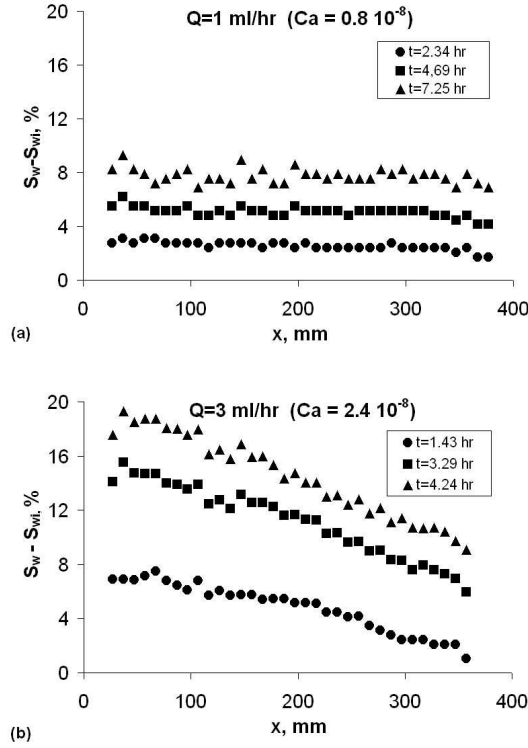 Q=1 ml/hr (Ca = 0.8 10⁻⁸)
20
16
12
8
4
0
Sw-Swi, %
t=2.34 hr
t=4,69 hr
t=7.25 hr
0 100 200 300 400
x, mm
(a)
Q=3 ml/hr (Ca = 2.4 10⁻⁸)
20
16
12
8
4
0
Sw - Swi, %
t=1.43 hr
t=3.29 hr
t=4.24 hr
0 100 200 300 400
x, mm
(b)